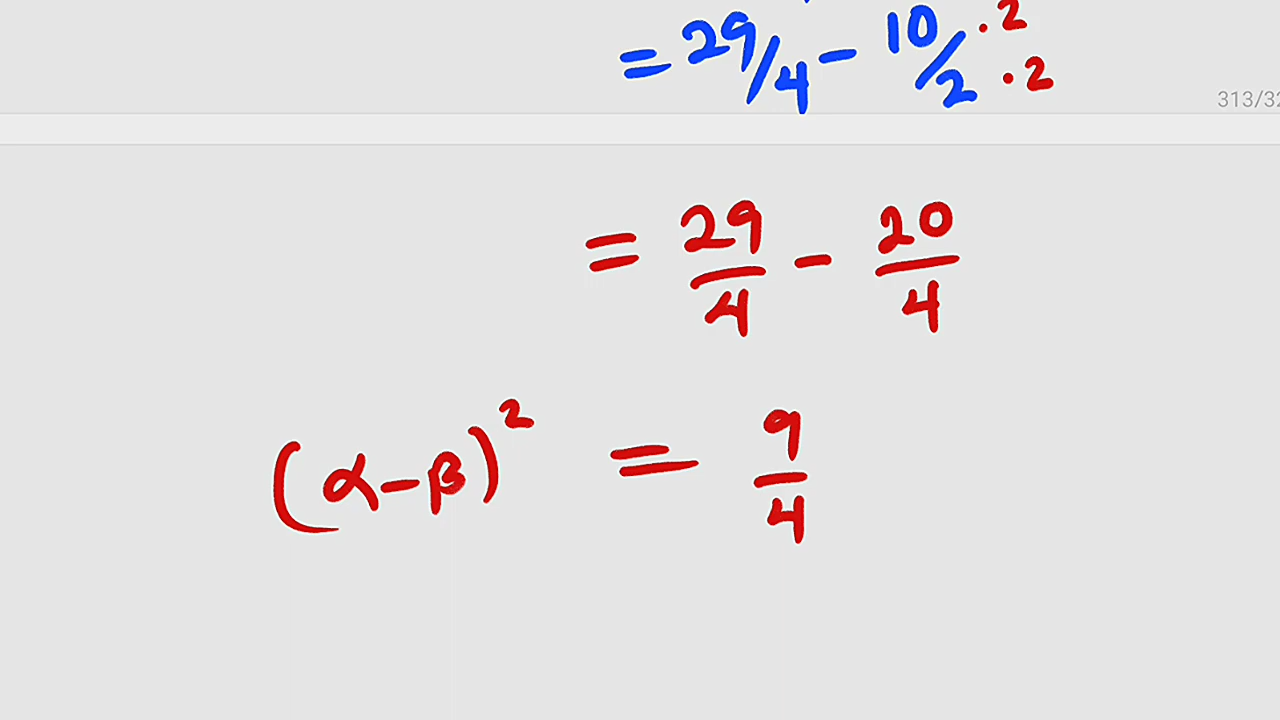 = 29/4 - 10/2 .2 .2
313/32
= 29/4 - 20/4
(α-β)² = 9/4